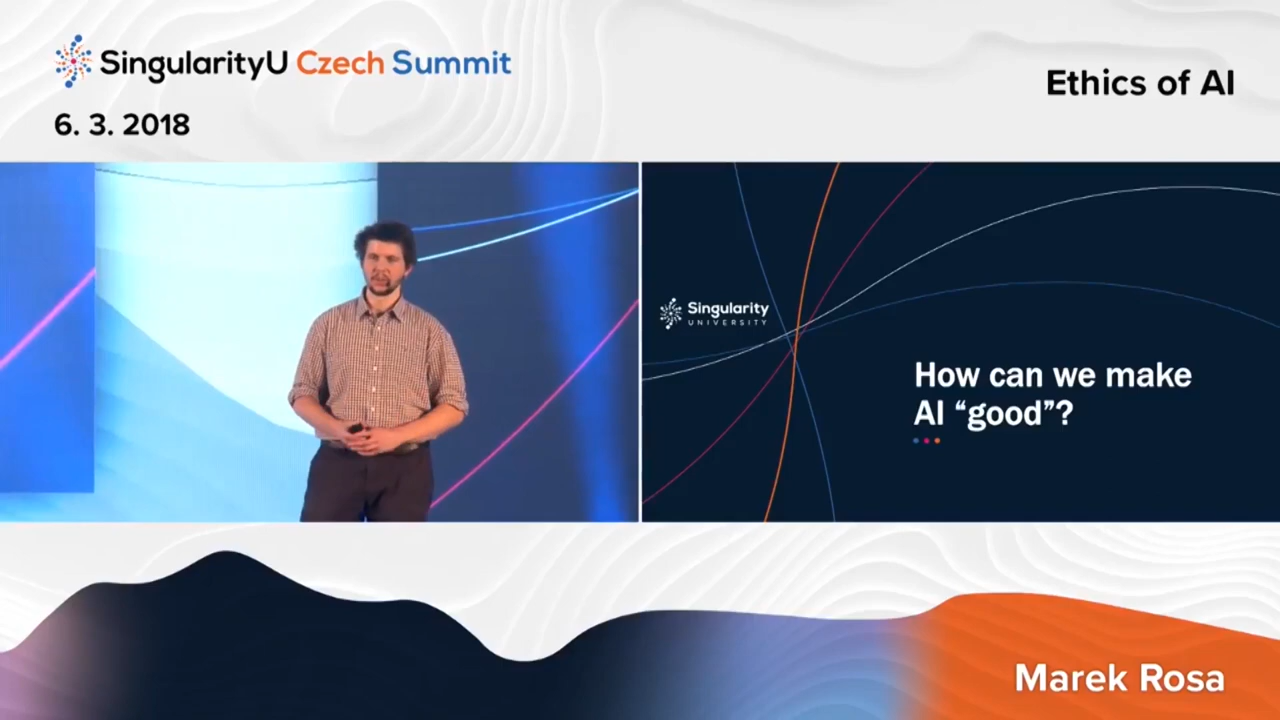 SingularityU Czech Summit
6. 3. 2018
Ethics of AI
Singularity
UNIVERSITY
How can we make
AI “good”?
Marek Rosa